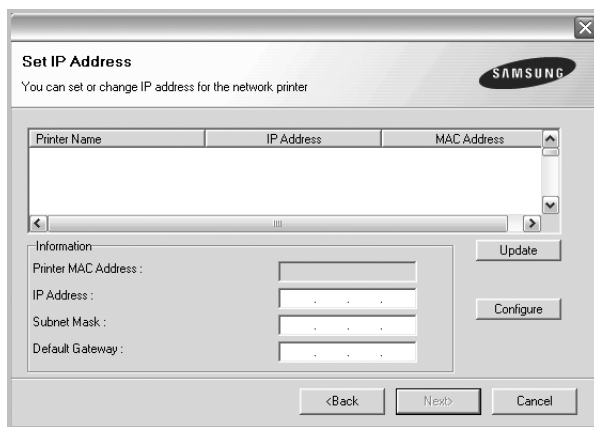 Set IP Address
You can set or change IP address for the network printer
SAMSUNG
Printer Name IP Address MAC Address
Information
Update
Printer MAC Address :
IP Address :
Configure
Subnet Mask :
Default Gateway :
<Back Next> Cancel